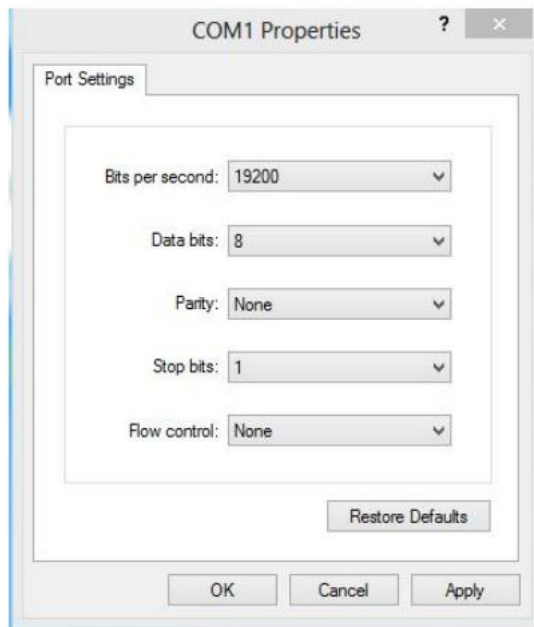 COM1 Properties ?
Port Settings
Bits per second: 19200
Data bits: 8
Parity: None
Stop bits: 1
Flow control: None
Restore Defaults
OK Cancel Apply